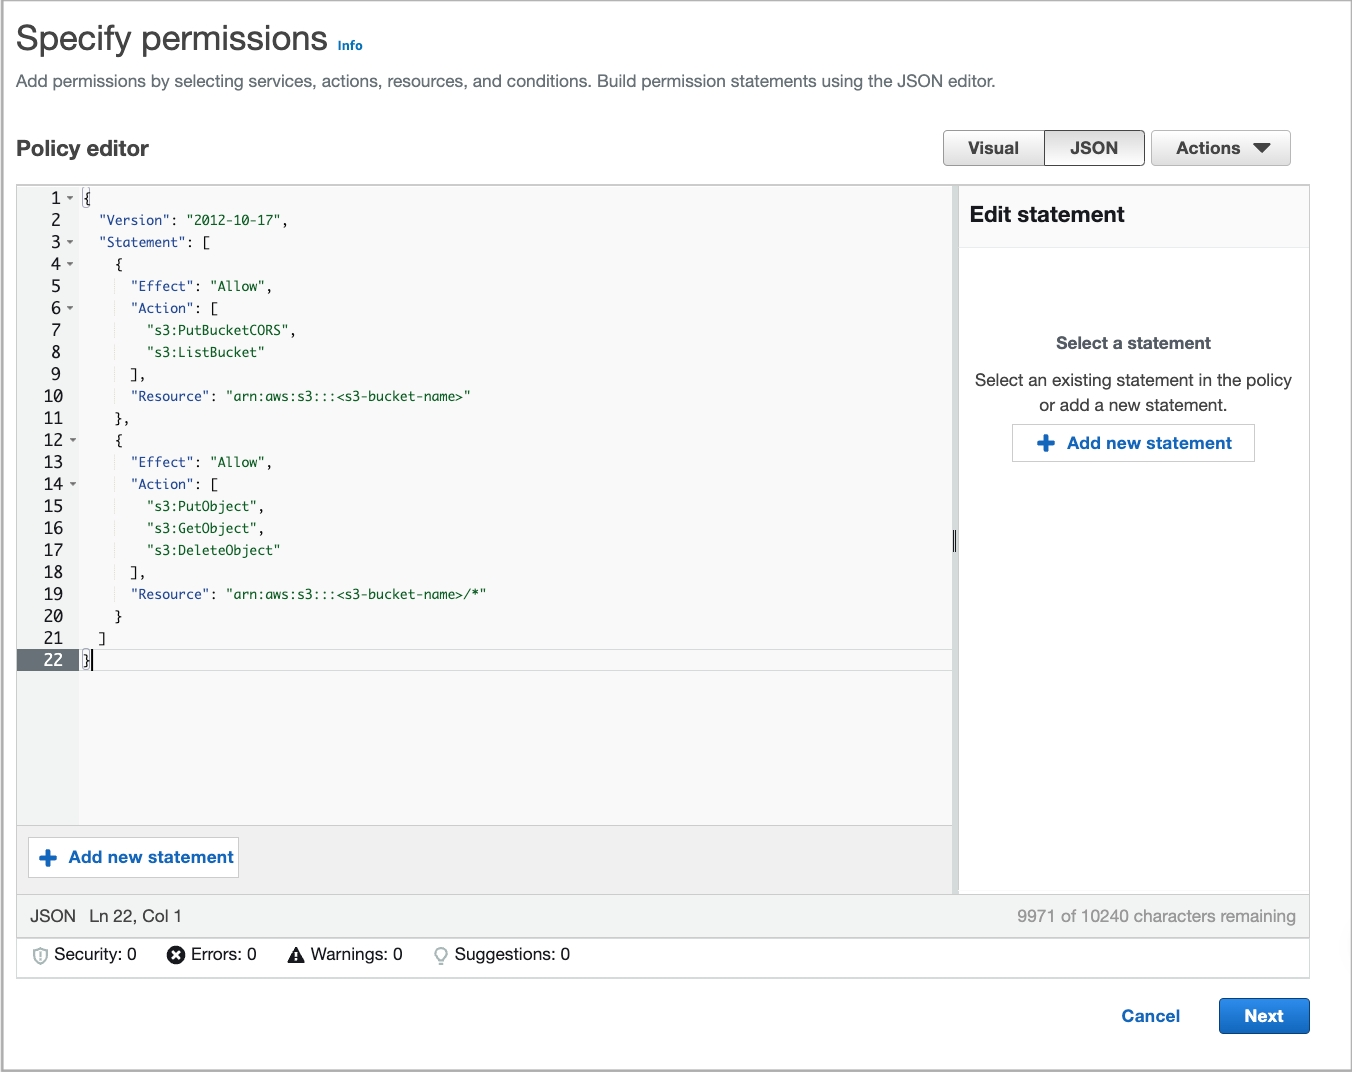 Specify permissions Info
Add permissions by selecting services, actions, resources, and conditions. Build permission statements using the JSON editor.
Policy editor
Visual JSON Actions
1 {
2 "Version": "2012-10-17",
3 "Statement": [
4 {
5 "Effect": "Allow",
6 "Action": [
7 "s3:PutBucketCORS",
8 "s3:ListBucket"
9 ],
10 "Resource": "arn:aws:s3:::<s3-bucket-name>"
11 },
12 {
13 "Effect": "Allow",
14 "Action": [
15 "s3:PutObject",
16 "s3:GetObject",
17 "s3:DeleteObject"
18 ],
19 "Resource": "arn:aws:s3:::<s3-bucket-name>/*"
20 }
21 ]
22 }
Edit statement
Select a statement
Select an existing statement in the policy
or add a new statement.
Add new statement
Add new statement
JSON Ln 22, Col 1
9971 of 10240 characters remaining
Security: 0 Errors: 0 Warnings: 0 Suggestions: 0
Cancel Next